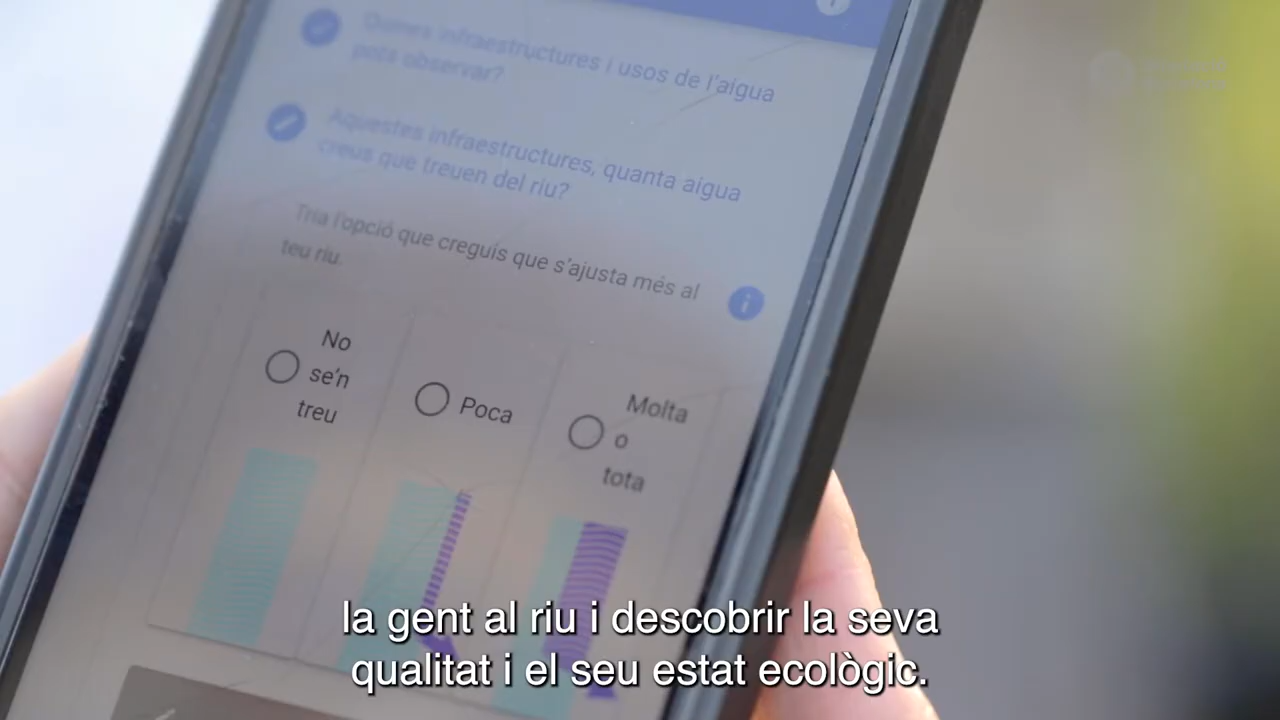 Quines infraestructures i usos de l'aigua
pots observar?
Aquestes infraestructures, quanta aigua
creus que treuen del riu?
Tria l'opció que creguis que s'ajusta més al
teu riu.
No
se'n
treu
Poca
Molta
o
tota
la gent al riu i descobrir la seva
qualitat i el seu estat ecològic.